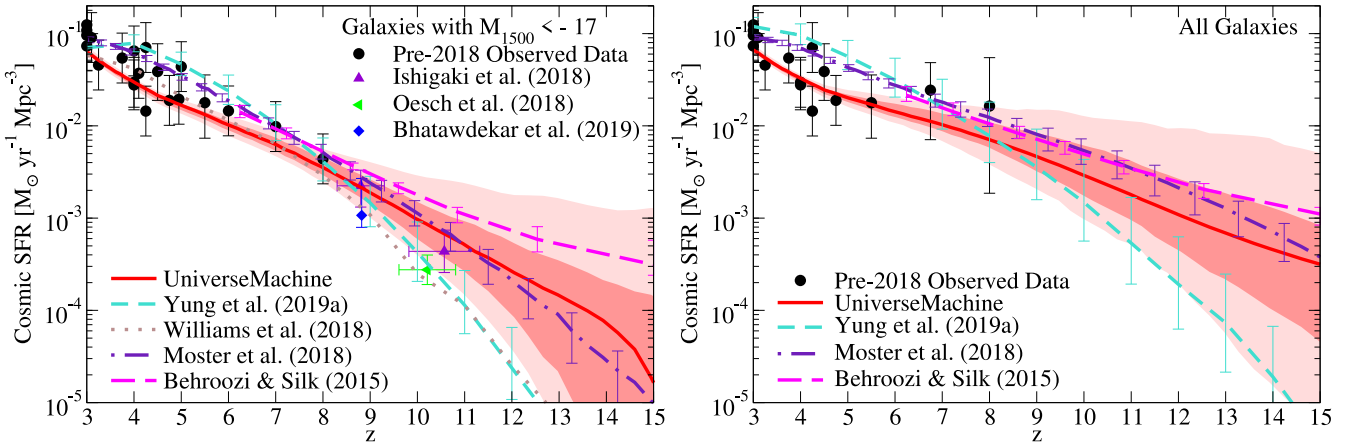 Galaxies with M1500 < - 17
Pre-2018 Observed Data
Ishigaki et al. (2018)
Oesch et al. (2018)
Bhatawdekar et al. (2019)
UniverseMachine
Yung et al. (2019a)
Williams et al. (2018)
Moster et al. (2018)
Behroozi & Silk (2015)
Cosmic SFR [M⊙ yr-1 Mpc-3]
10-1
10-2
10-3
10-4
10-5
3 4 5 6 7 8 9 10 11 12 13 14 15
z
All Galaxies
Pre-2018 Observed Data
UniverseMachine
Yung et al. (2019a)
Moster et al. (2018)
Behroozi & Silk (2015)
Cosmic SFR [M⊙ yr-1 Mpc-3]
10-1
10-2
10-3
10-4
10-5
3 4 5 6 7 8 9 10 11 12 13 14 15
z